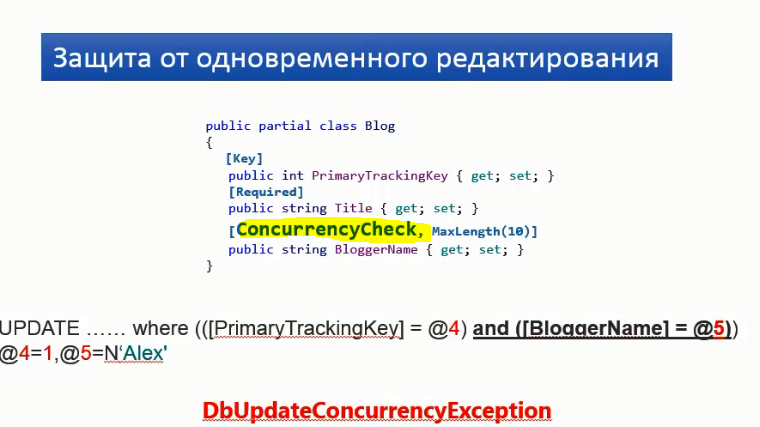 Защита от одновременного редактирования
public partial class Blog
{
[Key]
public int PrimaryTrackingKey { get; set; }
[Required]
public string Title { get; set; }
[ConcurrencyCheck, MaxLength(10)]
public string BloggerName { get; set; }
}
UPDATE …… where (([PrimaryTrackingKey] = @4) and ([BloggerName] = @5))
@4=1,@5=N‘Alex'
DbUpdateConcurrencyException